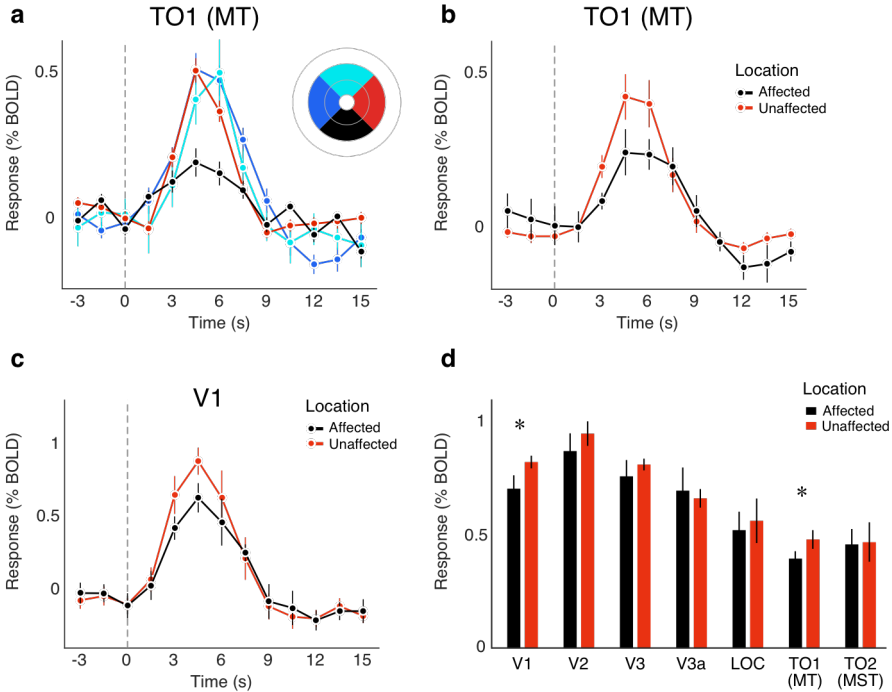 a
TO1 (MT)
Response (% BOLD)
0.5
0
-3 0 3 6 9 12 15
Time (s)
b
TO1 (MT)
Response (% BOLD)
0.5
0
Location
Affected
Unaffected
-3 0 3 6 9 12 15
Time (s)
c
V1
Response (% BOLD)
1
0.5
0
Location
Affected
Unaffected
-3 0 3 6 9 12 15
Time (s)
d
Response (% BOLD)
1
0.5
0
Location
Affected
Unaffected
*
*
V1 V2 V3 V3a LOC TO1 TO2
(MT) (MST)